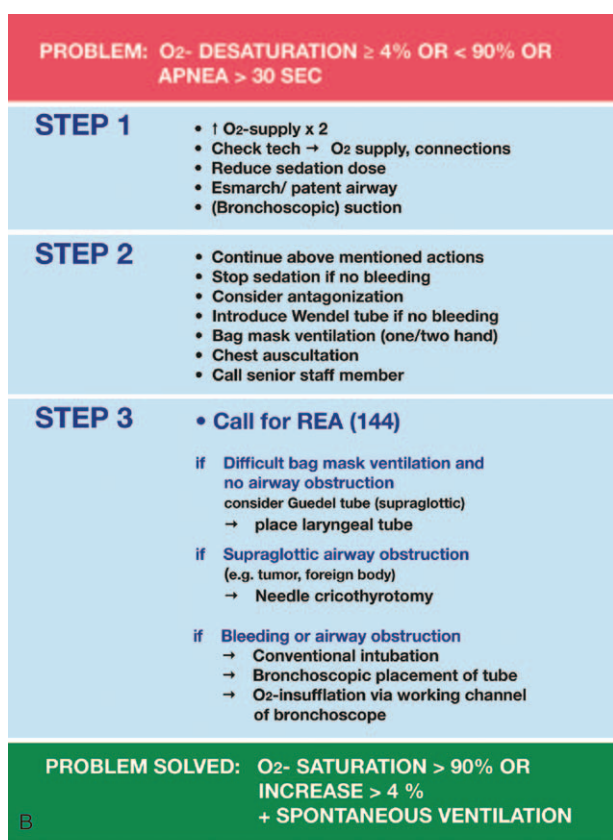 PROBLEM: O2- DESATURATION ≥ 4% OR < 90% OR
APNEA > 30 SEC
STEP 1
• ↑ O2-supply x 2
• Check tech → O2 supply, connections
• Reduce sedation dose
• Esmarch/ patent airway
• (Bronchoscopic) suction
STEP 2
• Continue above mentioned actions
• Stop sedation if no bleeding
• Consider antagonization
• Introduce Wendel tube if no bleeding
• Bag mask ventilation (one/two hand)
• Chest auscultation
• Call senior staff member
STEP 3
• Call for REA (144)
if Difficult bag mask ventilation and
no airway obstruction
consider Guedel tube (supraglottic)
→ place laryngeal tube
if Supraglottic airway obstruction
(e.g. tumor, foreign body)
→ Needle cricothyrotomy
if Bleeding or airway obstruction
→ Conventional intubation
→ Bronchoscopic placement of tube
→ O2-insufflation via working channel
of bronchoscope
PROBLEM SOLVED: O2- SATURATION > 90% OR
INCREASE > 4 %
+ SPONTANEOUS VENTILATION
B